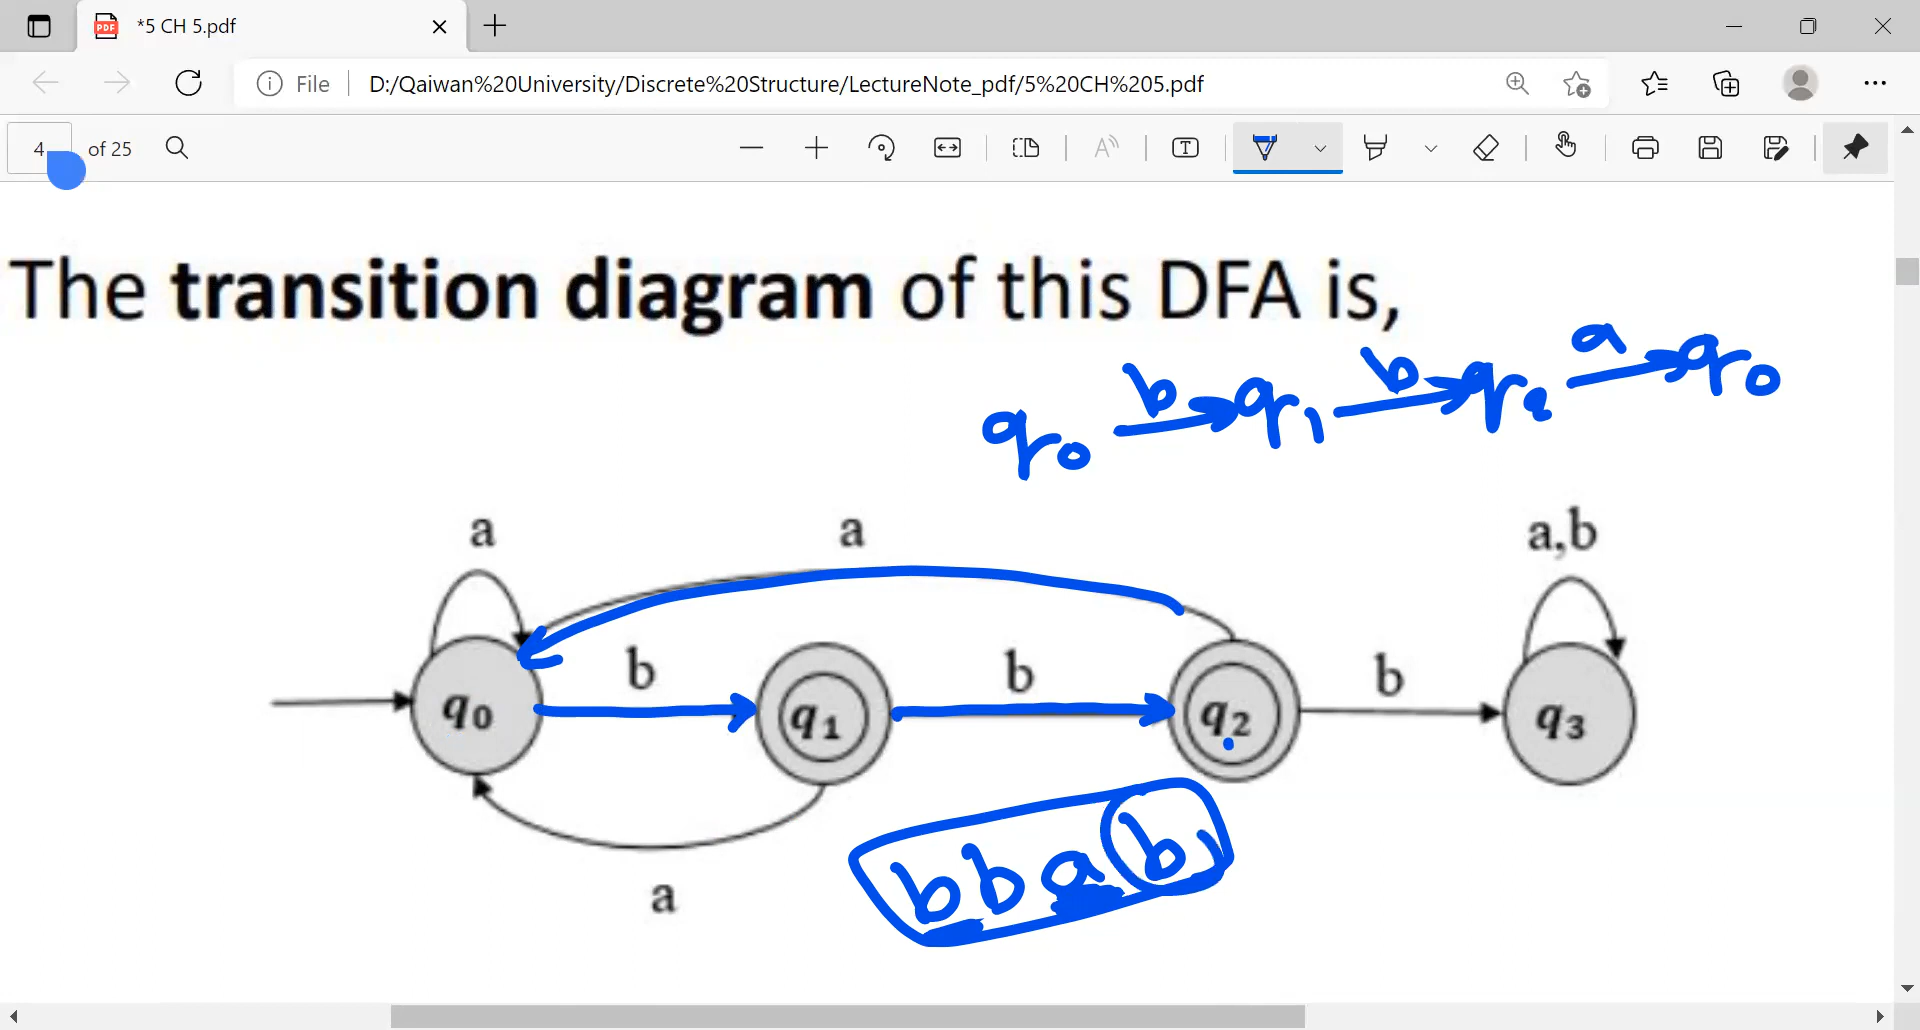 *5 CH 5.pdf
File D:/Qaiwan%20University/Discrete%20Structure/LectureNote_pdf/5%20CH%205.pdf
4 of 25
The transition diagram of this DFA is,
q0 b q1 b q2 a q0
a a a,b
b b b
q0 q1 q2 q3
bbab
a